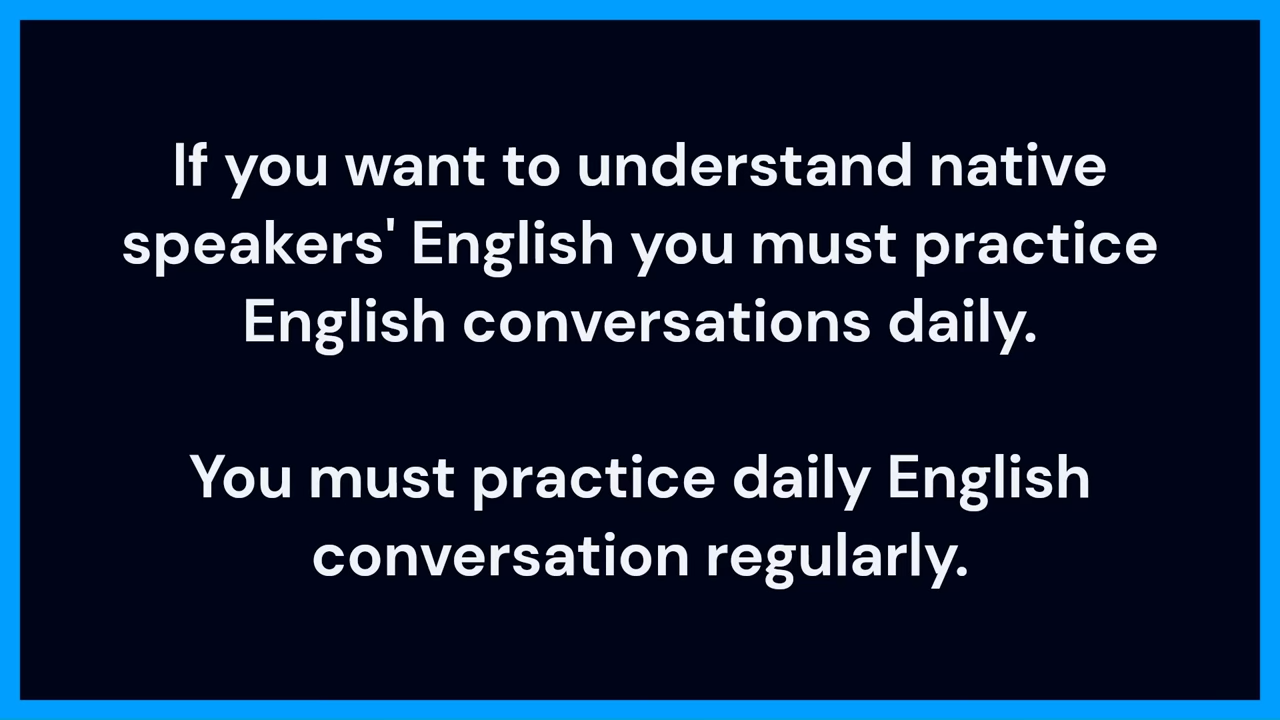 If you want to understand native
speakers' English you must practice
English conversations daily.
You must practice daily English
conversation regularly.